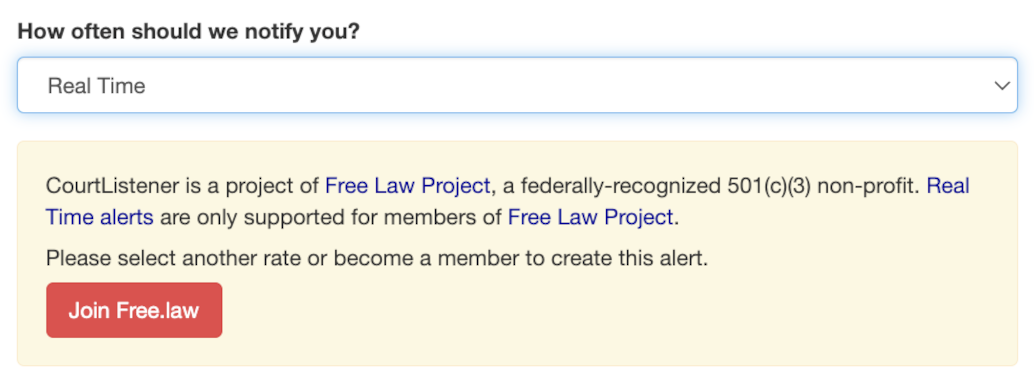 How often should we notify you?
Real Time
CourtListener is a project of Free Law Project, a federally-recognized 501(c)(3) non-profit. Real
Time alerts are only supported for members of Free Law Project.
Please select another rate or become a member to create this alert.
Join Free.law